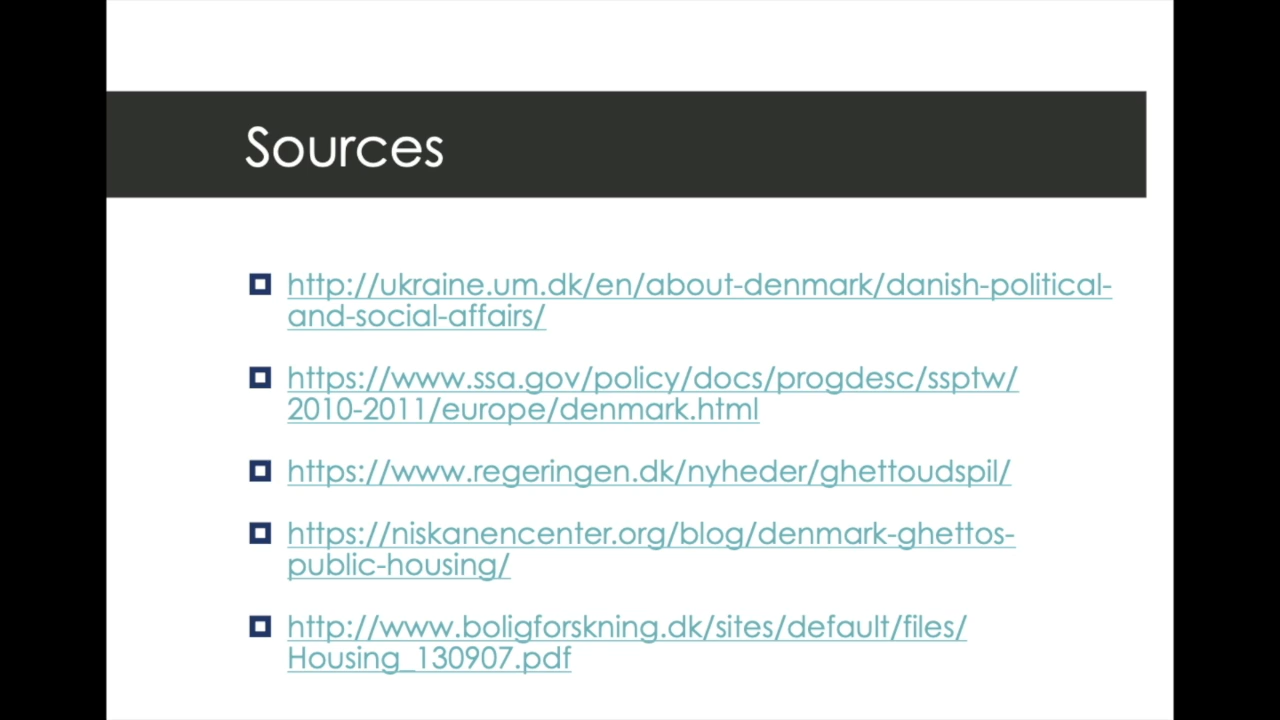 Sources
http://ukraine.um.dk/en/about-denmark/danish-political-
and-social-affairs/
https://www.ssa.gov/policy/docs/progdesc/ssptw/
2010-2011/europe/denmark.html
https://www.regeringen.dk/nyheder/ghettoudspil/
https://niskanencenter.org/blog/denmark-ghettos-
public-housing/
http://www.boligforskning.dk/sites/default/files/
Housing_130907.pdf